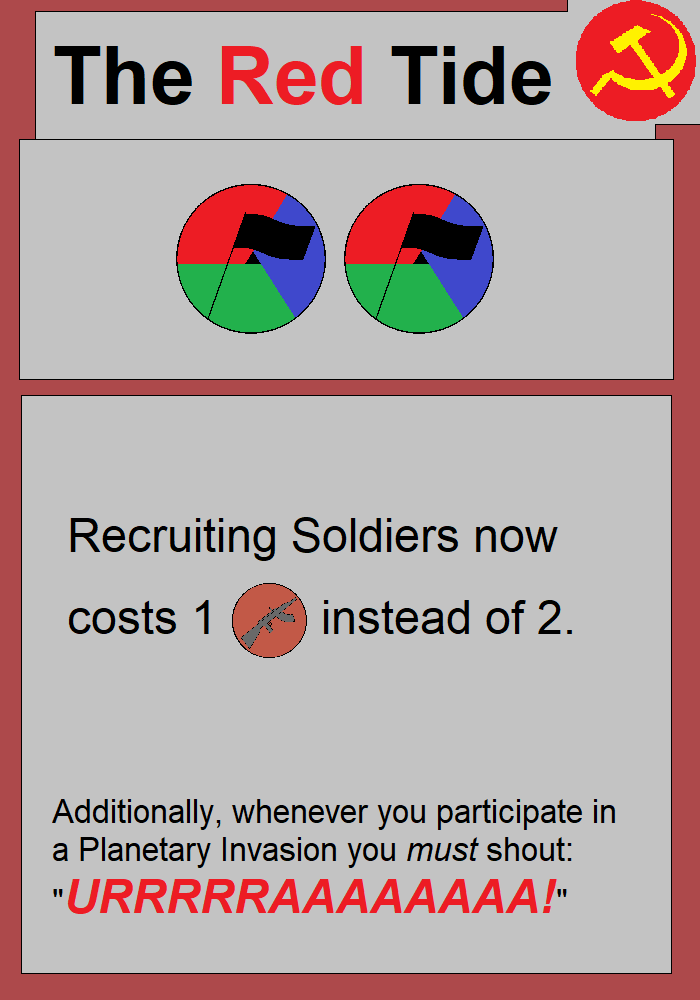 The Red Tide
Recruiting Soldiers now
costs 1 instead of 2.
Additionally, whenever you participate in
a Planetary Invasion you must shout:
"URRRRRAAAAAAAA!"